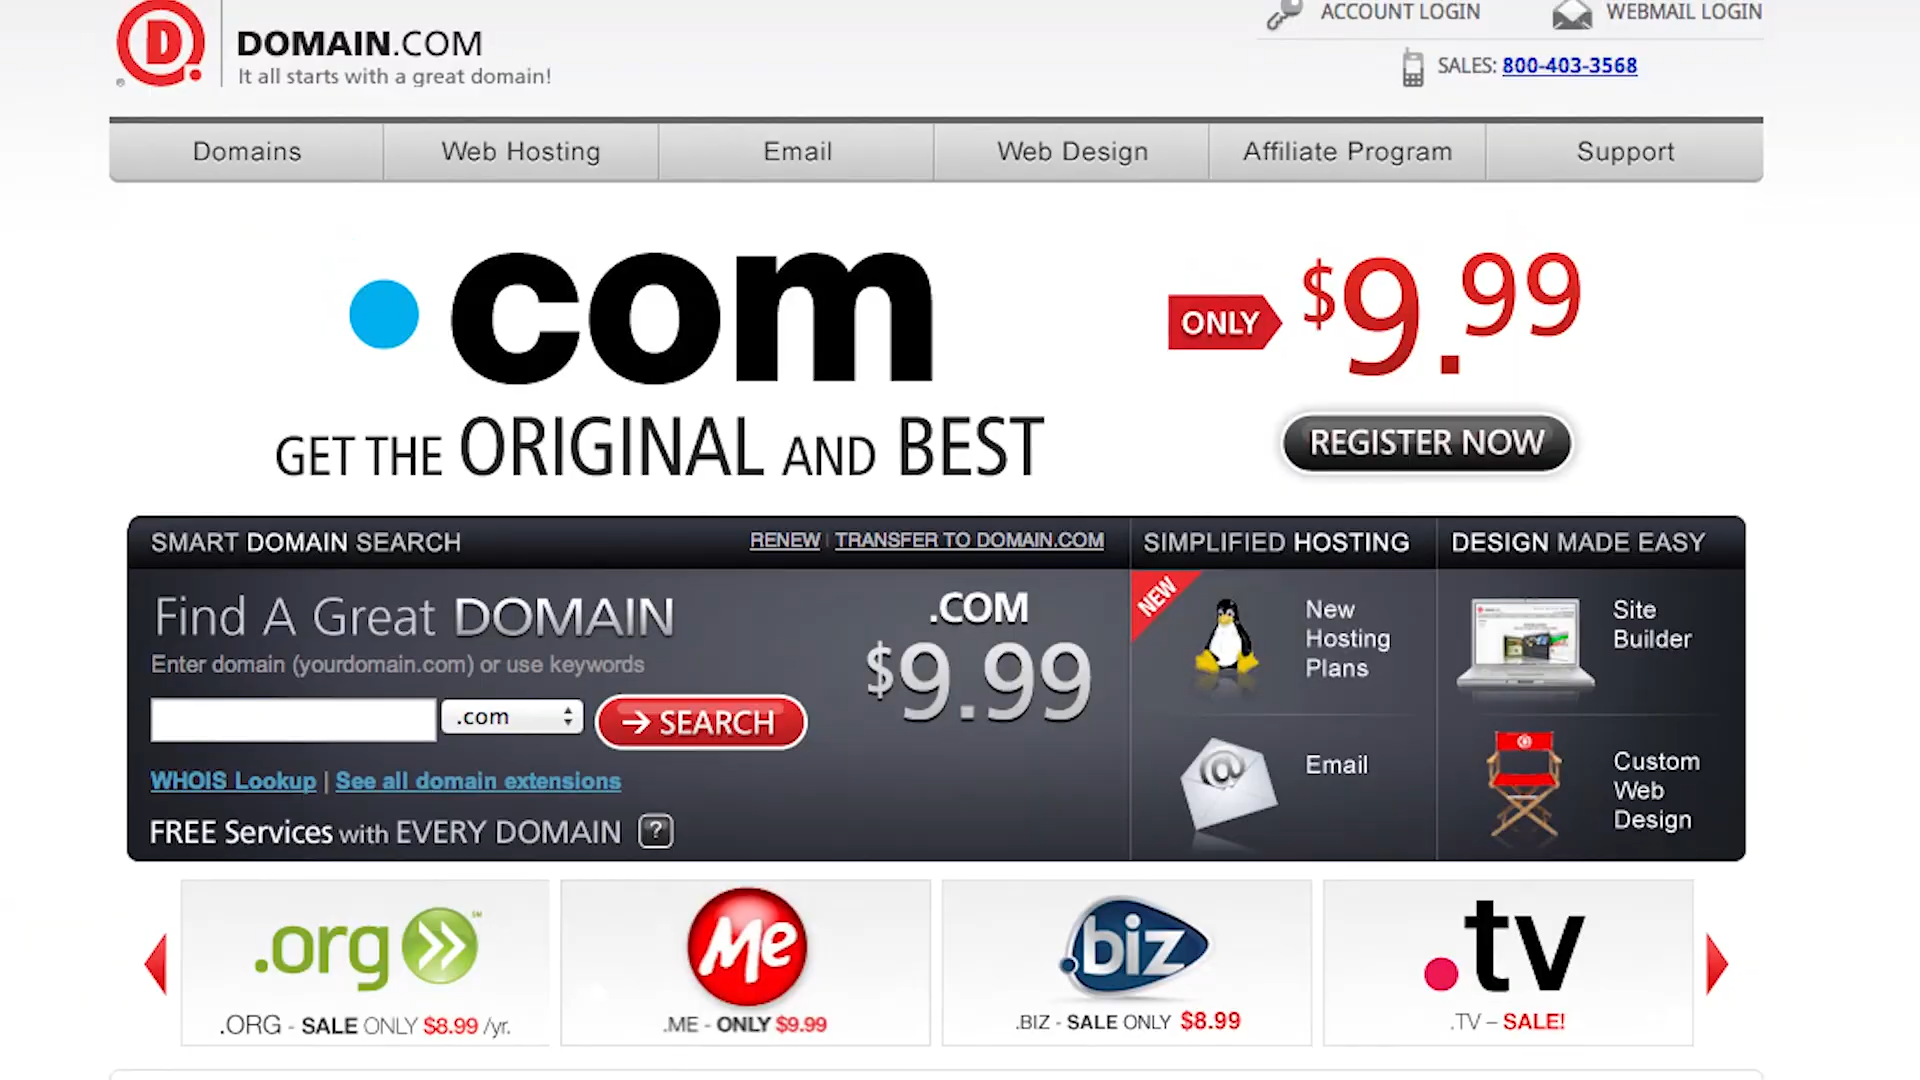 ACCOUNT LOGIN
WEBMAIL LOGIN
D
DOMAIN.COM
It all starts with a great domain!
SALES: 800-403-3568
Domains
Web Hosting
Email
Web Design
Affiliate Program
Support
.com
GET THE ORIGINAL AND BEST
ONLY $9.99
REGISTER NOW
SMART DOMAIN SEARCH
RENEW | TRANSFER TO DOMAIN.COM
Find A Great DOMAIN
Enter domain (yourdomain.com) or use keywords
.com
→ SEARCH
.COM
$9.99
WHOIS Lookup | See all domain extensions
FREE Services with EVERY DOMAIN ?
SIMPLIFIED HOSTING
NEW
New
Hosting
Plans
@
Email
DESIGN MADE EASY
Site
Builder
Custom
Web
Design
.org SM
.ORG - SALE ONLY $8.99 /yr.
Me
.ME - ONLY $9.99
.biz
.BIZ - SALE ONLY $8.99
.tv
.TV – SALE!